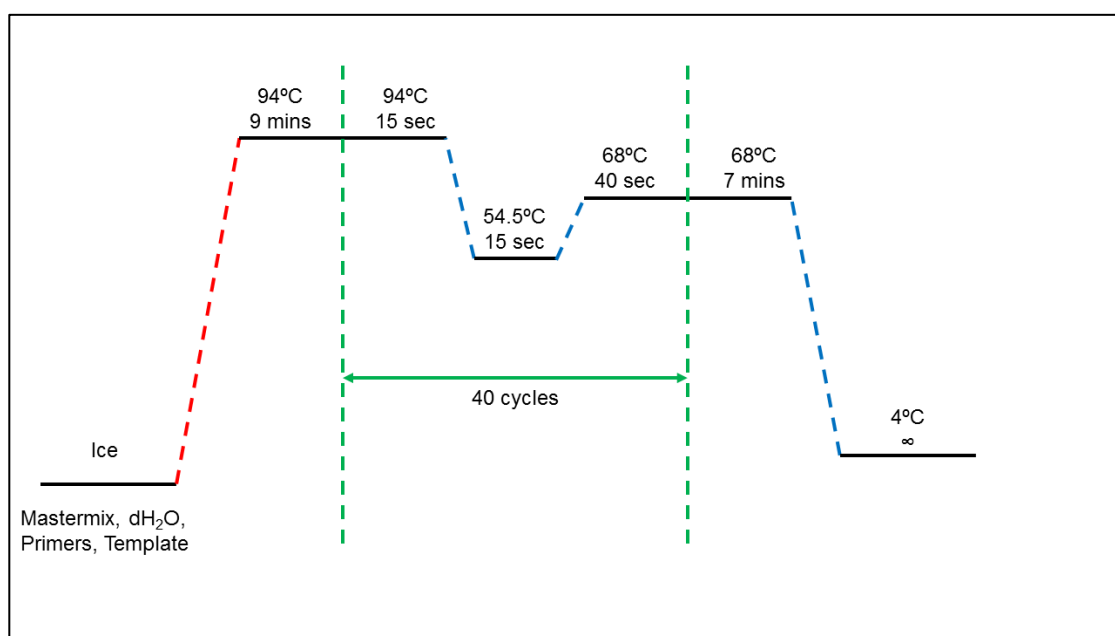 94ºC
9 mins
94ºC
15 sec
54.5ºC
15 sec
68ºC
40 sec
68ºC
7 mins
40 cycles
Ice
4ºC
∞
Mastermix, dH₂O,
Primers, Template